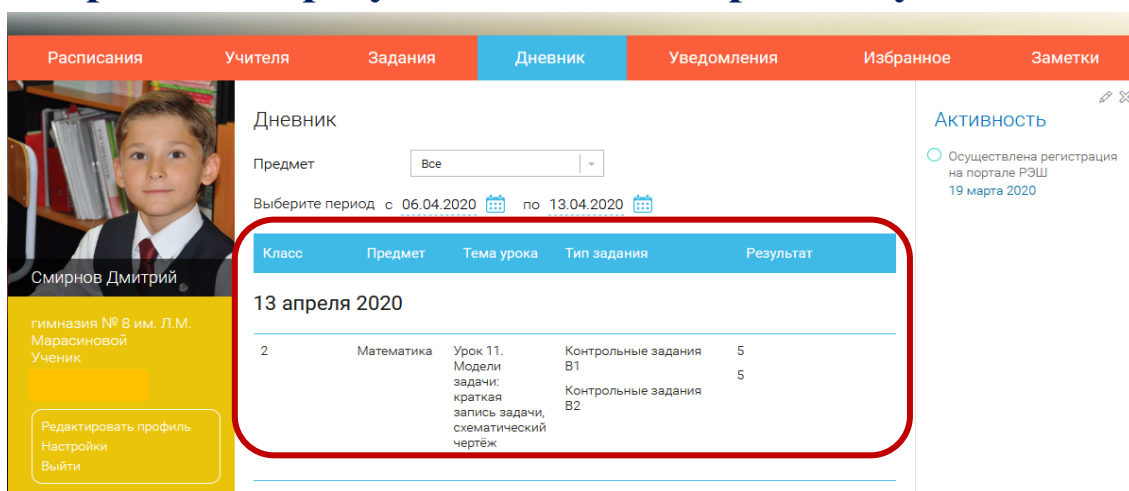 Расписания Учителя Задания Дневник Уведомления Избранное Заметки
Смирнов Дмитрий
гимназия № 8 им. Л.М.
Марасиновой
Ученик
Редактировать профиль
Настройки
Выйти
Дневник
Предмет Все
Выберите период с 06.04.2020 по 13.04.2020
Класс Предмет Тема урока Тип задания Результат
13 апреля 2020
2 Математика Урок 11. Контрольные задания 5
Модели В1
задачи: 5
краткая Контрольные задания
запись задачи, В2
схематический
чертёж
Активность
Осуществлена регистрация
на портале РЭШ
19 марта 2020